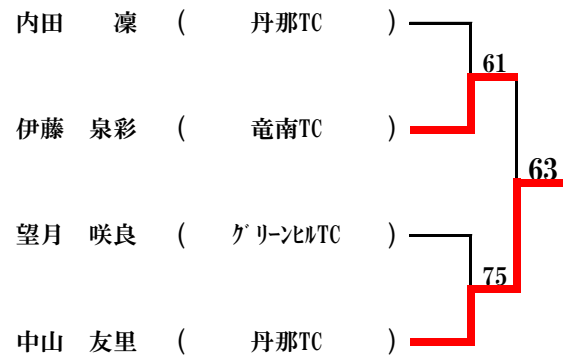 内田　凜 ( 丹那TC )
61
伊藤 泉彩 ( 竜南TC )
63
望月 咲良 ( ｸﾞﾘｰﾝﾋﾙTC )
75
中山 友里 ( 丹那TC )